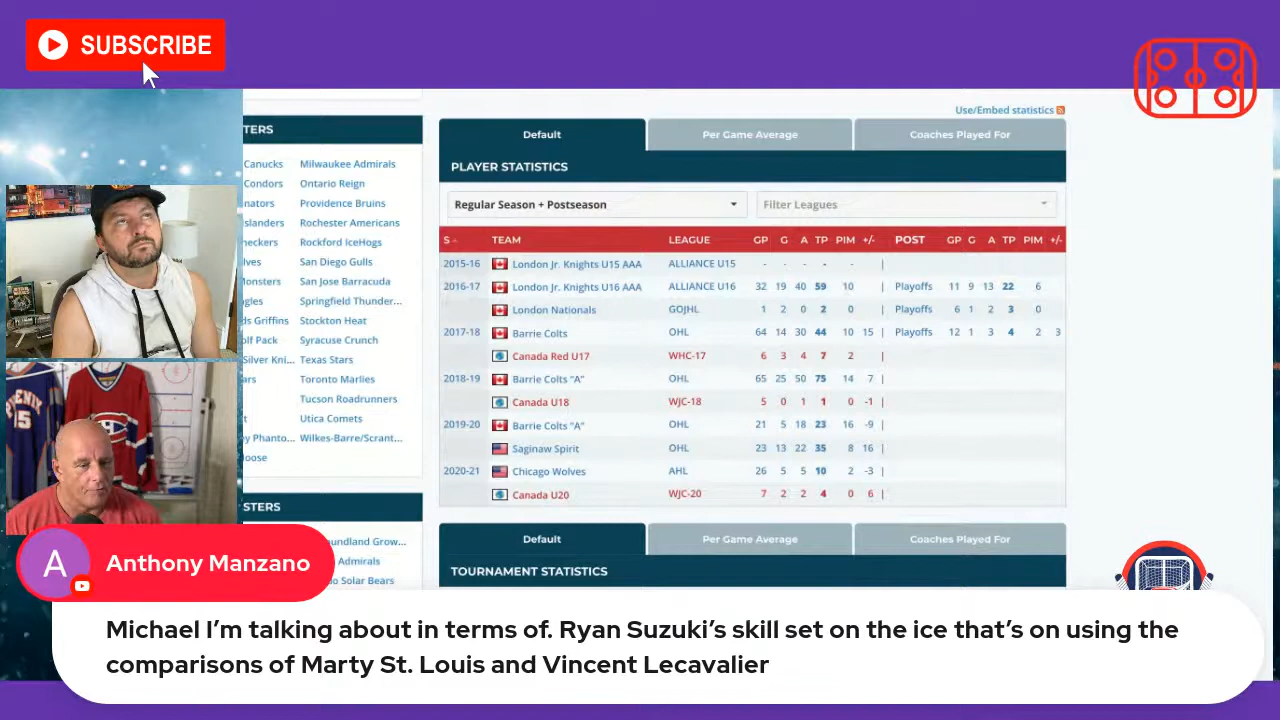 SUBSCRIBE
Use/Embed statistics
TERS
Canucks Milwaukee Admirals
Condors Ontario Reign
nators Providence Bruins
slanders Rochester Americans
neckers Rockford IceHogs
lves San Diego Gulls
Monsters San Jose Barracuda
gles Springfield Thunder...
ds Griffins Stockton Heat
olf Pack Syracuse Crunch
Silver Kni... Texas Stars
ars Toronto Marlies
Tucson Roadrunners
t Utica Comets
y Phanto... Wilkes-Barre/Scrant...
oose
STERS
undland Grow...
Admirals
o Solar Bears
Default Per Game Average Coaches Played For
PLAYER STATISTICS
Regular Season + Postseason Filter Leagues
S TEAM LEAGUE GP G A TP PIM +/- POST GP G A TP PIM +/-
2015-16 London Jr. Knights U15 AAA ALLIANCE U15 - - - - - |
2016-17 London Jr. Knights U16 AAA ALLIANCE U16 32 19 40 59 10 | Playoffs 11 9 13 22 6
London Nationals GOJHL 1 2 0 2 0 | Playoffs 6 1 2 3 0
2017-18 Barrie Colts OHL 64 14 30 44 10 15 | Playoffs 12 1 3 4 2 3
Canada Red U17 WHC-17 6 3 4 7 2 |
2018-19 Barrie Colts "A" OHL 65 25 50 75 14 7 |
Canada U18 WJC-18 5 0 1 1 0 -1 |
2019-20 Barrie Colts "A" OHL 21 5 18 23 16 -9 |
Saginaw Spirit OHL 23 13 22 35 8 16 |
2020-21 Chicago Wolves AHL 26 5 5 10 2 -3 |
Canada U20 WJC-20 7 2 2 4 0 6 |
Default Per Game Average Coaches Played For
TOURNAMENT STATISTICS
15
A
Anthony Manzano
Michael I'm talking about in terms of. Ryan Suzuki's skill set on the ice that's on using the
comparisons of Marty St. Louis and Vincent Lecavalier